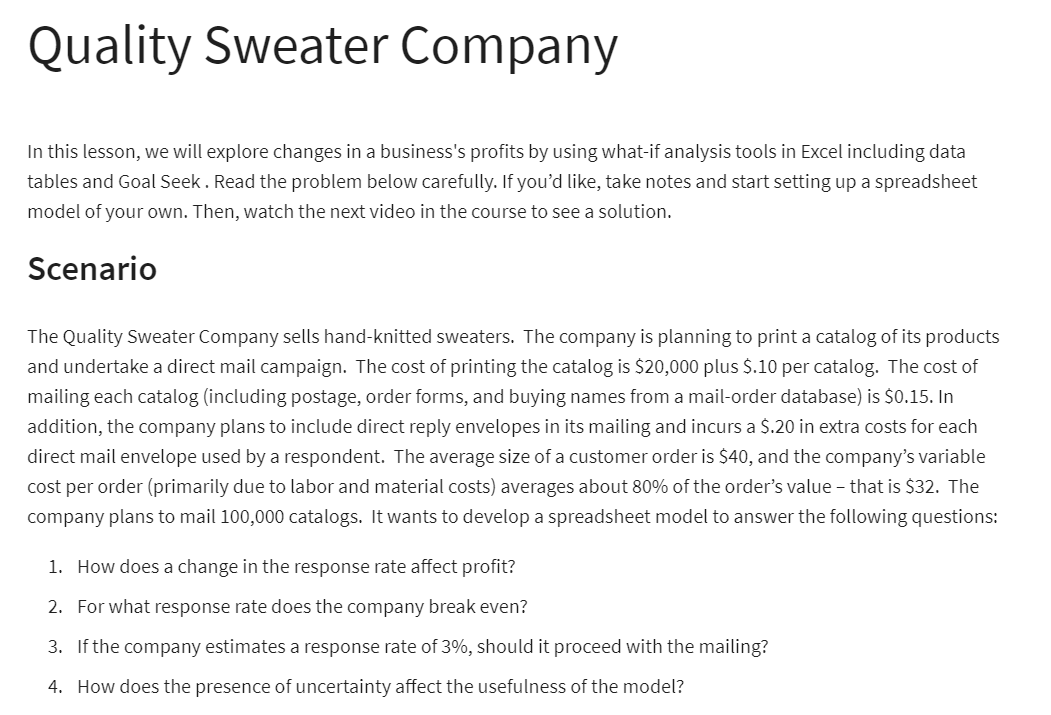 Quality Sweater Company
In this lesson, we will explore changes in a business's profits by using what-if analysis tools in Excel including data
tables and Goal Seek . Read the problem below carefully. If you’d like, take notes and start setting up a spreadsheet
model of your own. Then, watch the next video in the course to see a solution.
Scenario
The Quality Sweater Company sells hand-knitted sweaters. The company is planning to print a catalog of its products
and undertake a direct mail campaign. The cost of printing the catalog is $20,000 plus $.10 per catalog. The cost of
mailing each catalog (including postage, order forms, and buying names from a mail-order database) is $0.15. In
addition, the company plans to include direct reply envelopes in its mailing and incurs a $.20 in extra costs for each
direct mail envelope used by a respondent. The average size of a customer order is $40, and the company’s variable
cost per order (primarily due to labor and material costs) averages about 80% of the order’s value – that is $32. The
company plans to mail 100,000 catalogs. It wants to develop a spreadsheet model to answer the following questions:
1. How does a change in the response rate affect profit?
2. For what response rate does the company break even?
3. If the company estimates a response rate of 3%, should it proceed with the mailing?
4. How does the presence of uncertainty affect the usefulness of the model?